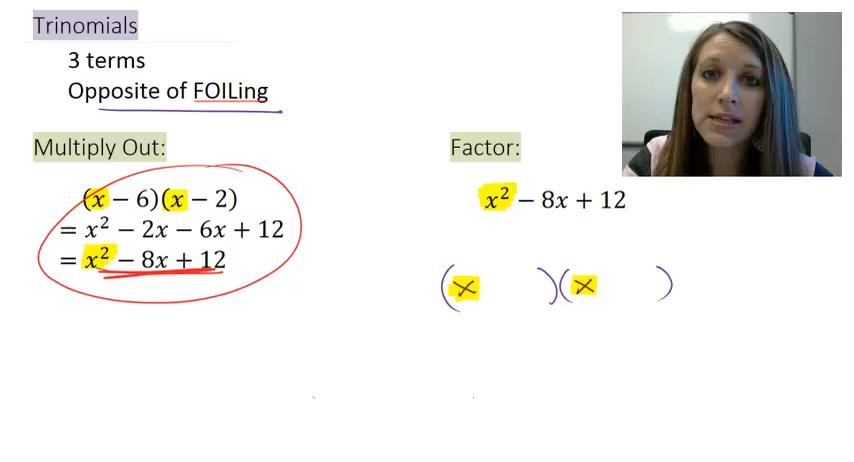 Trinomials
3 terms
Opposite of FOILing
Multiply Out:
(x − 6)(x − 2)
= x² − 2x − 6x + 12
= x² − 8x + 12
Factor:
x² − 8x + 12
(x )(x )